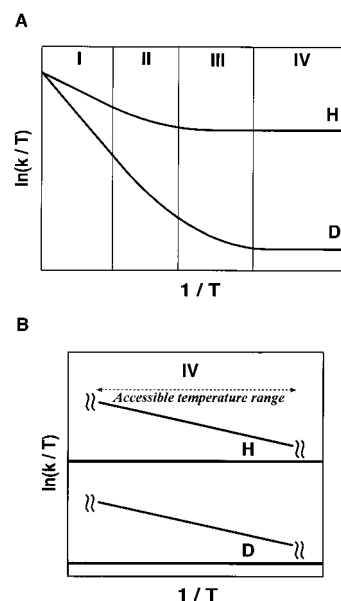 A
I II III IV
H
D
ln(k / T)
1 / T
B
IV
Accessible temperature range
H
D
ln(k / T)
1 / T